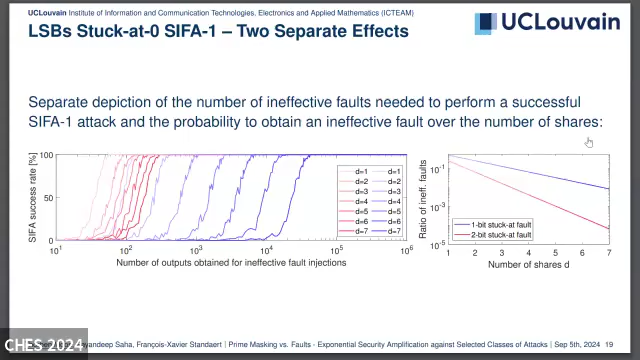 UCLouvain Institute of Information and Communication Technologies, Electronics and Applied Mathematics (ICTEAM)
LSBs Stuck-at-0 SIFA-1 – Two Separate Effects
UCLouvain
Separate depiction of the number of ineffective faults needed to perform a successful
SIFA-1 attack and the probability to obtain an ineffective fault over the number of shares:
SIFA success rate [%]
100
50
0
10^1 10^2 10^3 10^4 10^5 10^6
Number of outputs obtained for ineffective fault injections
d=1 d=1
d=2 d=2
d=3 d=3
d=4 d=4
d=5 d=5
d=6 d=6
d=7 d=7
Ratio of ineff. faults
10^-1
10^-3
10^-5
1 2 3 4 5 6 7
Number of shares d
1-bit stuck-at fault
2-bit stuck-at fault
Saha, François-Xavier Standaert | Prime Masking vs. Faults - Exponential Security Amplification against Selected Classes of Attacks | Sep 5th, 2024 19
CHES 2024